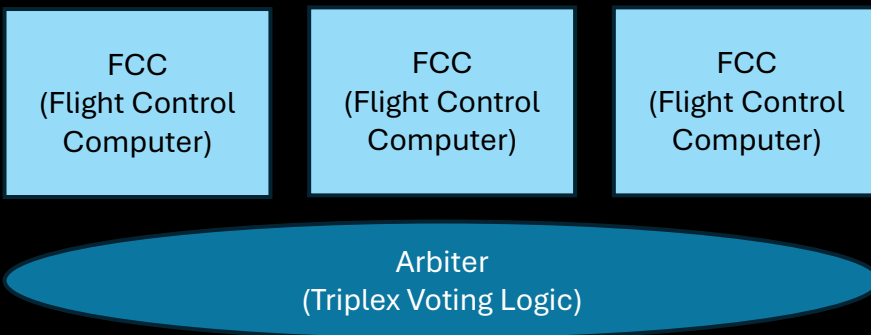 FCC
(Flight Control
Computer)
FCC
(Flight Control
Computer)
FCC
(Flight Control
Computer)
Arbiter
(Triplex Voting Logic)